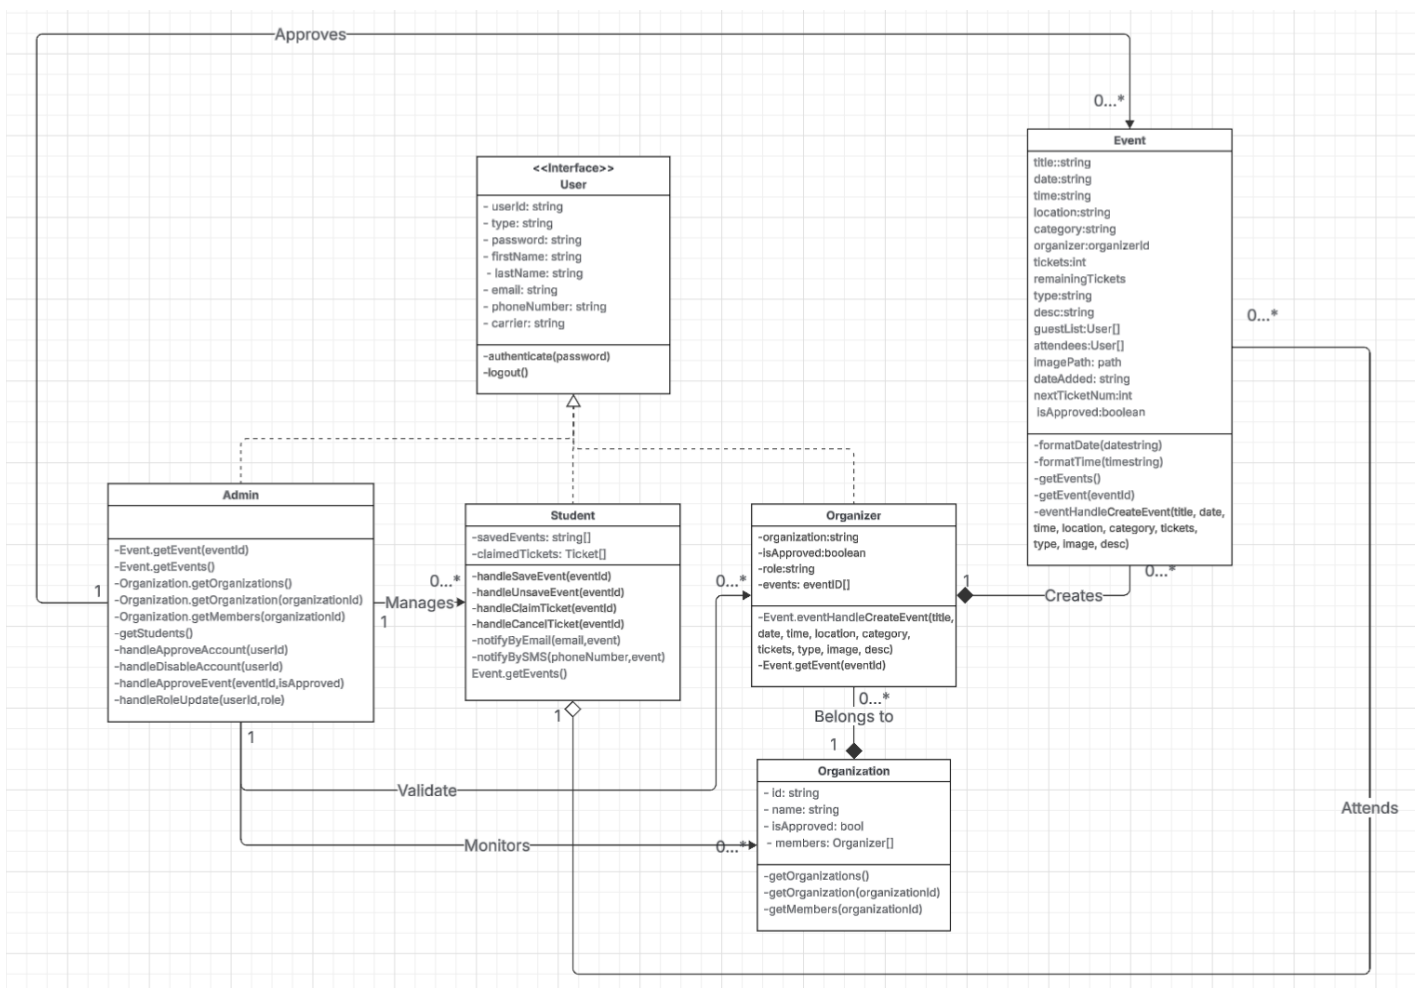 Approves
0...*
Event
title::string
date:string
time:string
location:string
category:string
organizer:organizerId
tickets:int
remainingTickets
type:string
desc:string
guestList:User[]
attendees:User[]
imagePath: path
dateAdded: string
nextTicketNum:int
isApproved:boolean
-formatDate(datestring)
-formatTime(timestring)
-getEvents()
-getEvent(eventId)
-eventHandleCreateEvent(title, date,
time, location, category, tickets,
type, image, desc)
0...*
0...*
<<Interface>>
User
- userId: string
- type: string
- password: string
- firstName: string
- lastName: string
- email: string
- phoneNumber: string
- carrier: string
-authenticate(password)
-logout()
Admin
-Event.getEvent(eventId)
-Event.getEvents()
-Organization.getOrganizations()
-Organization.getOrganization(organizationId)
-Organization.getMembers(organizationId)
-getStudents()
-handleApproveAccount(userId)
-handleDisableAccount(userId)
-handleApproveEvent(eventId,isApproved)
-handleRoleUpdate(userId,role)
1
1
1
Manages
0...*
Student
-savedEvents: string[]
-claimedTickets: Ticket[]
-handleSaveEvent(eventId)
-handleUnsaveEvent(eventId)
-handleClaimTicket(eventId)
-handleCancelTicket(eventId)
-notifyByEmail(email,event)
-notifyBySMS(phoneNumber,event)
Event.getEvents()
1
0...*
Organizer
-organization:string
-isApproved:boolean
-role:string
-events: eventID[]
-Event.eventHandleCreateEvent(title,
date, time, location, category,
tickets, type, image, desc)
-Event.getEvent(eventId)
1
Creates
0...*
Belongs to
1
Organization
- id: string
- name: string
- isApproved: bool
- members: Organizer[]
-getOrganizations()
-getOrganization(organizationId)
-getMembers(organizationId)
Validate
Monitors
0...*
Attends